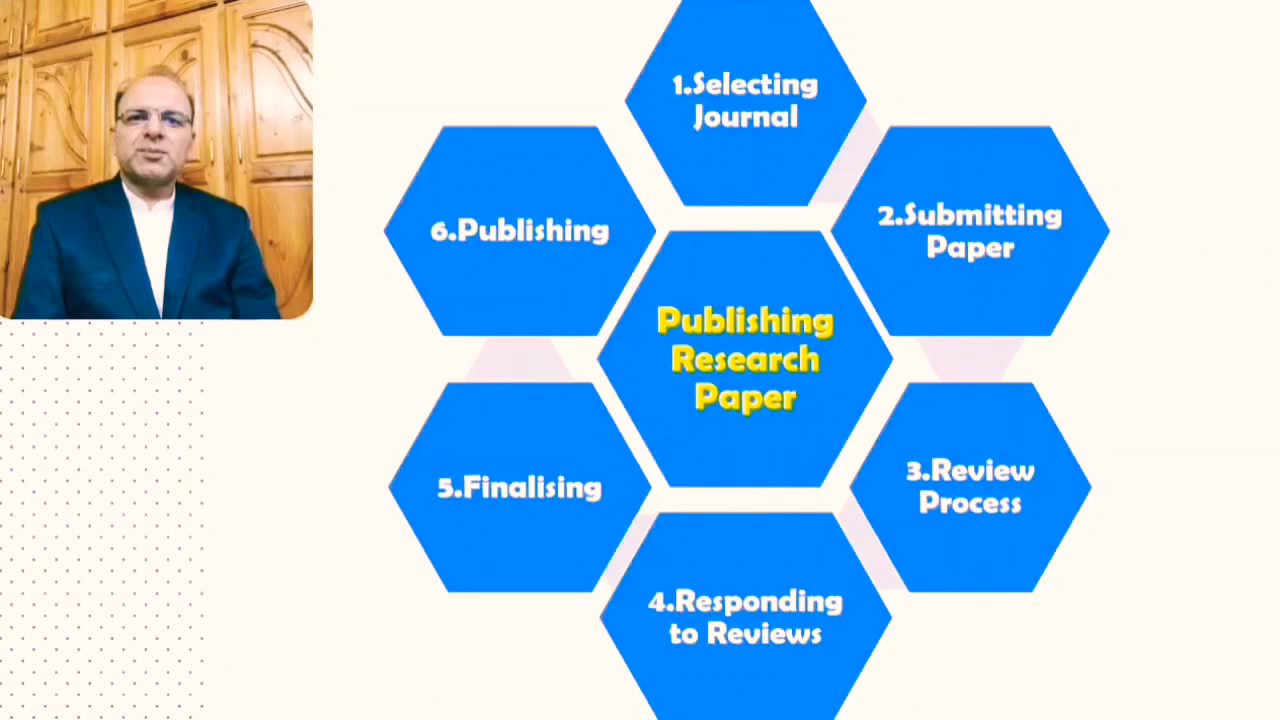 1.Selecting
Journal
2.Submitting
Paper
3.Review
Process
4.Responding
to Reviews
5.Finalising
6.Publishing
Publishing
Research
Paper